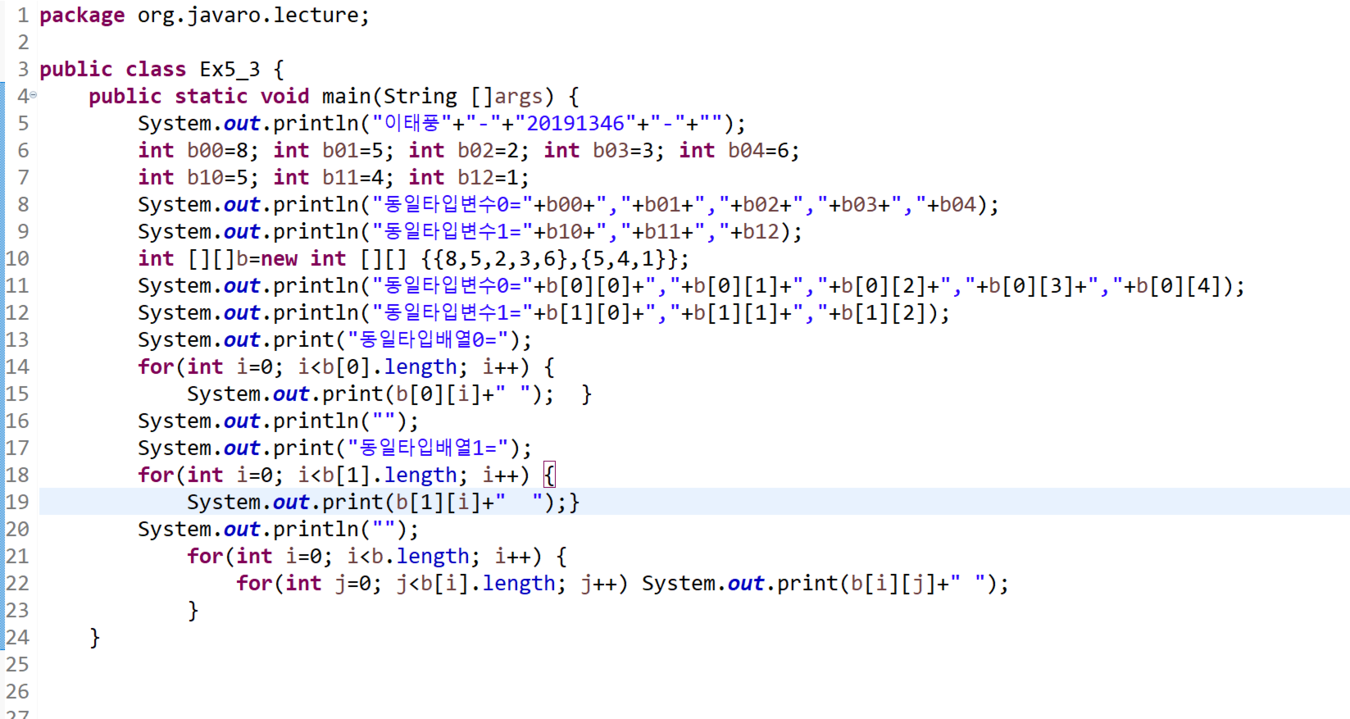 1 package org.javaro.lecture;
2
3 public class Ex5_3 {
4 public static void main(String []args) {
5 System.out.println("이태풍"+"-"+"20191346"+"-"+"");
6 int b00=8; int b01=5; int b02=2; int b03=3; int b04=6;
7 int b10=5; int b11=4; int b12=1;
8 System.out.println("동일타입변수0="+b00+","+b01+","+b02+","+b03+","+b04);
9 System.out.println("동일타입변수1="+b10+","+b11+","+b12);
10 int [][]b=new int [][] {{8,5,2,3,6},{5,4,1}};
11 System.out.println("동일타입변수0="+b[0][0]+","+b[0][1]+","+b[0][2]+","+b[0][3]+","+b[0][4]);
12 System.out.println("동일타입변수1="+b[1][0]+","+b[1][1]+","+b[1][2]);
13 System.out.print("동일타입배열0=");
14 for(int i=0; i<b[0].length; i++) {
15 System.out.print(b[0][i]+" ");  }
16 System.out.println("");
17 System.out.print("동일타입배열1=");
18 for(int i=0; i<b[1].length; i++) {
19 System.out.print(b[1][i]+"  ");}
20 System.out.println("");
21 for(int i=0; i<b.length; i++) {
22 for(int j=0; j<b[i].length; j++) System.out.print(b[i][j]+" ");
23 }
24 }
25
26
27